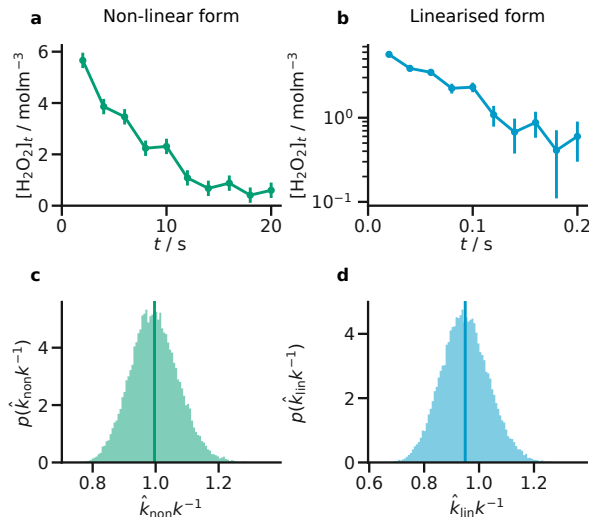 a Non-linear form
[H₂O₂]ₜ / molm⁻³
6
4
2
0
0 10 20
t / s
b Linearised form
[H₂O₂]ₜ / molm⁻³
10⁰
10⁻¹
0.0 0.1 0.2
t / s
c
p(k̂ₙₒₙk⁻¹)
4
2
0
0.8 1.0 1.2
k̂ₙₒₙk⁻¹
d
p(k̂ₗᵢₙk⁻¹)
4
2
0
0.6 0.8 1.0 1.2
k̂ₗᵢₙk⁻¹